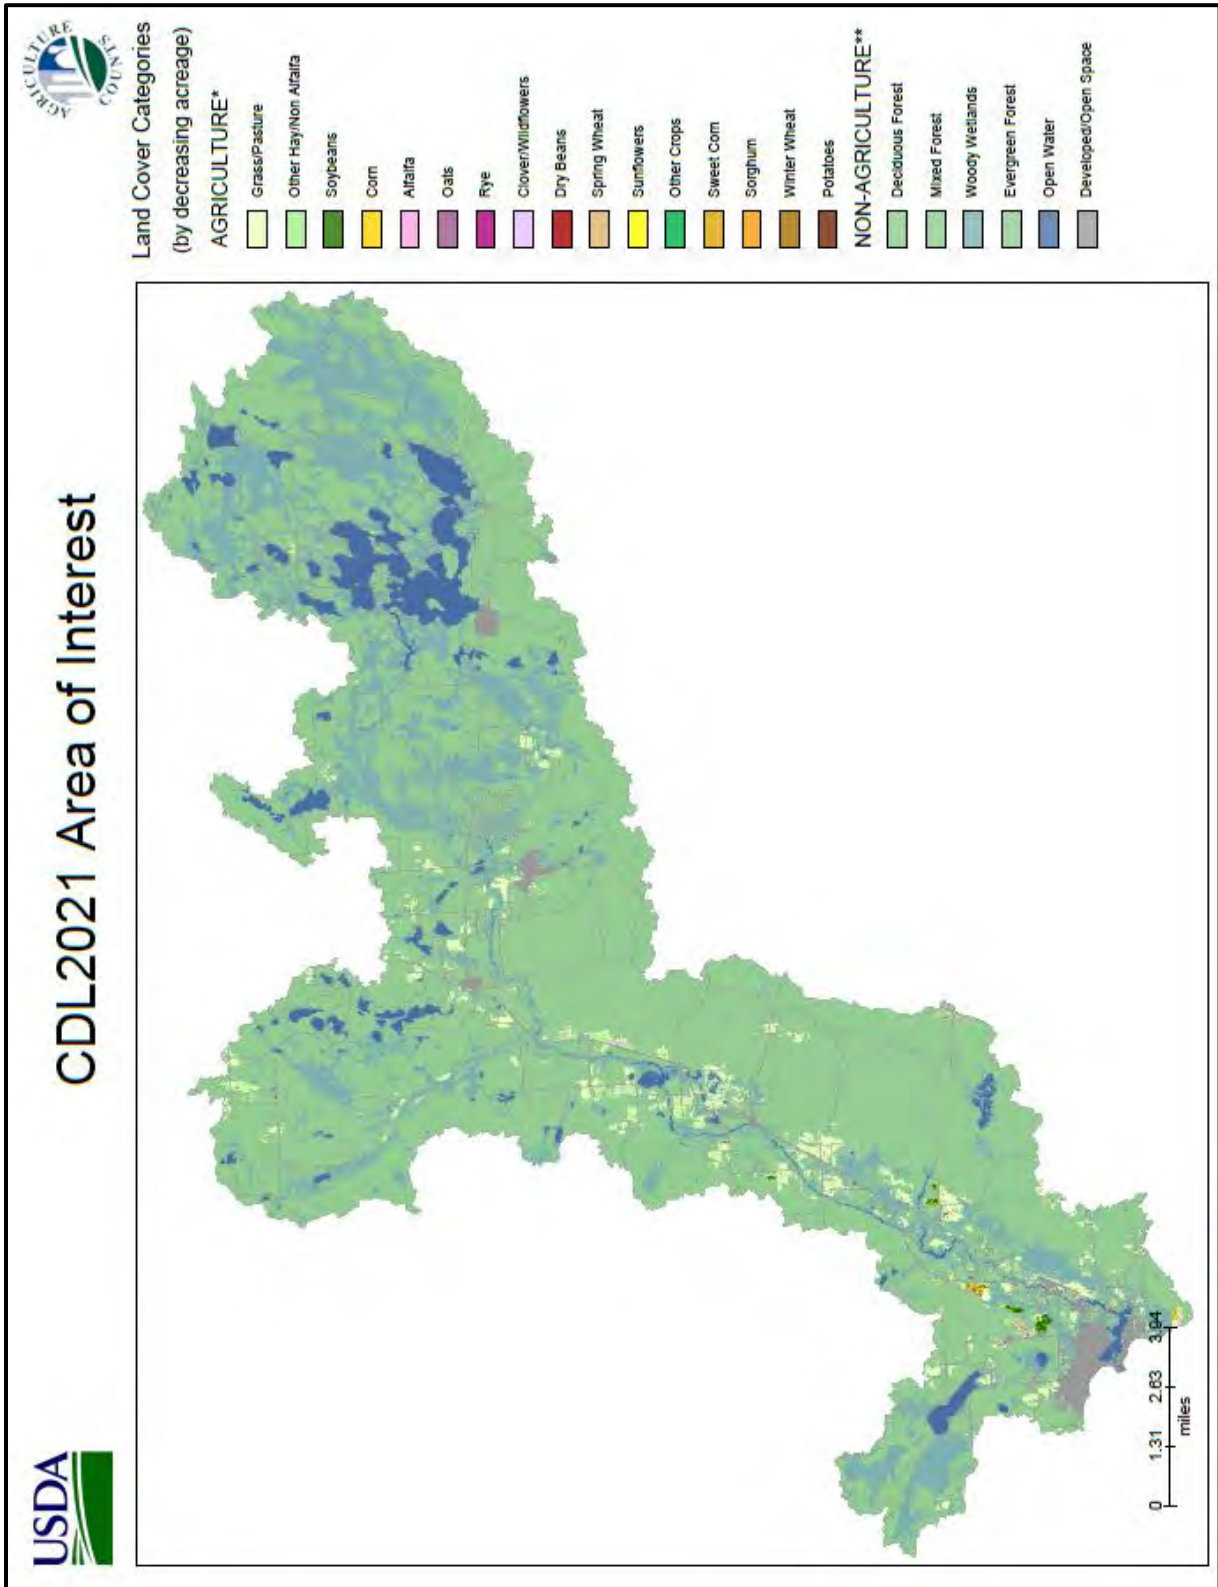 USDA
CDL2021 Area of Interest
AGRICULTURE
COUNTS
Land Cover Categories
(by decreasing acreage)
AGRICULTURE*
Grass/Pasture
Other Hay/Non Alfalfa
Soybeans
Corn
Alfalfa
Oats
Rye
Clover/Wildflowers
Dry Beans
Spring Wheat
Sunflowers
Other Crops
Sweet Corn
Sorghum
Winter Wheat
Potatoes
NON-AGRICULTURE**
Deciduous Forest
Mixed Forest
Woody Wetlands
Evergreen Forest
Open Water
Developed/Open Space
0 1.31 2.63 3.94
miles